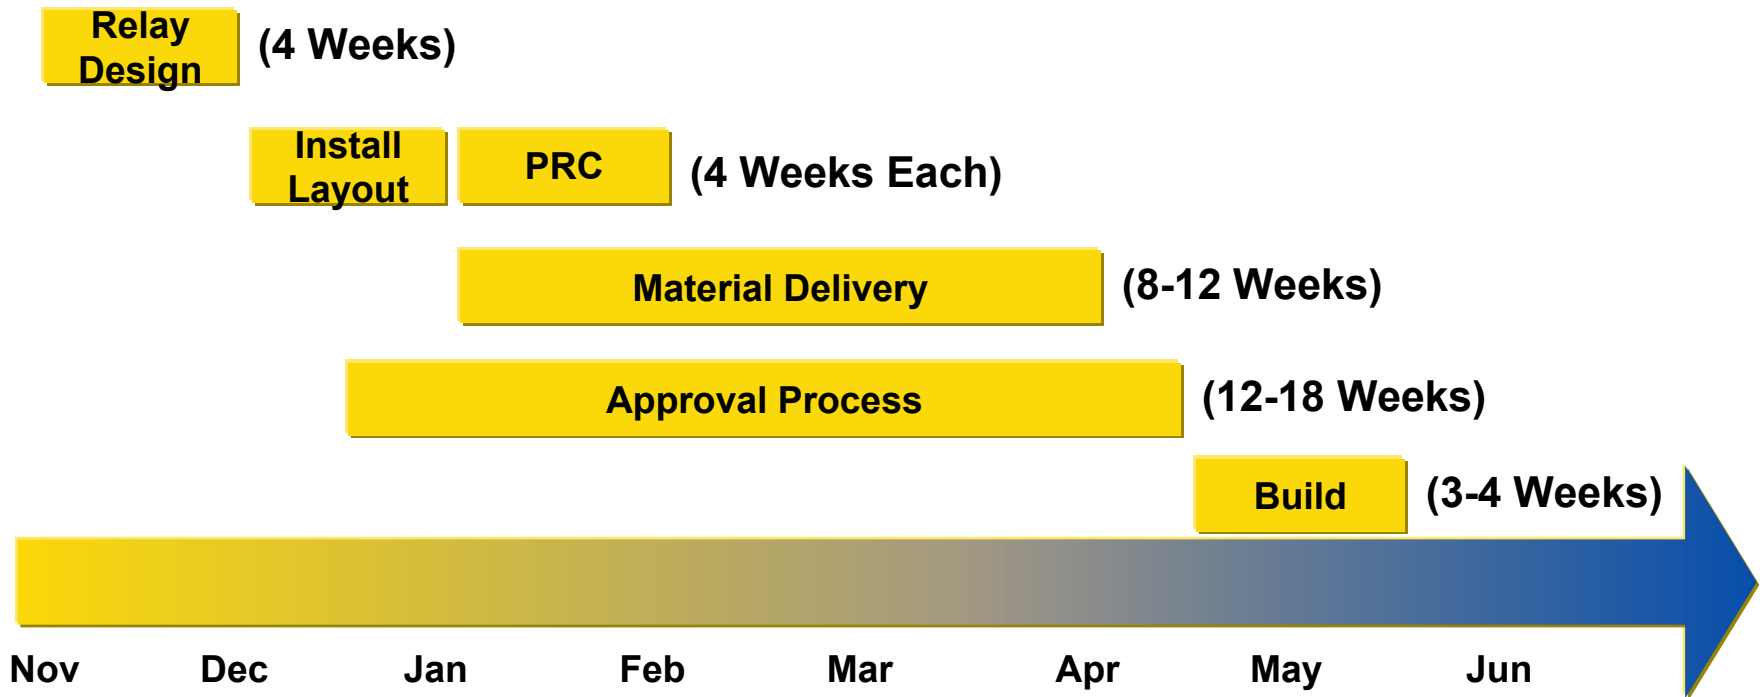 Relay
Design
(4 Weeks)
Install
Layout
PRC
(4 Weeks Each)
Material Delivery
(8-12 Weeks)
Approval Process
(12-18 Weeks)
Build
(3-4 Weeks)
Nov Dec Jan Feb Mar Apr May Jun